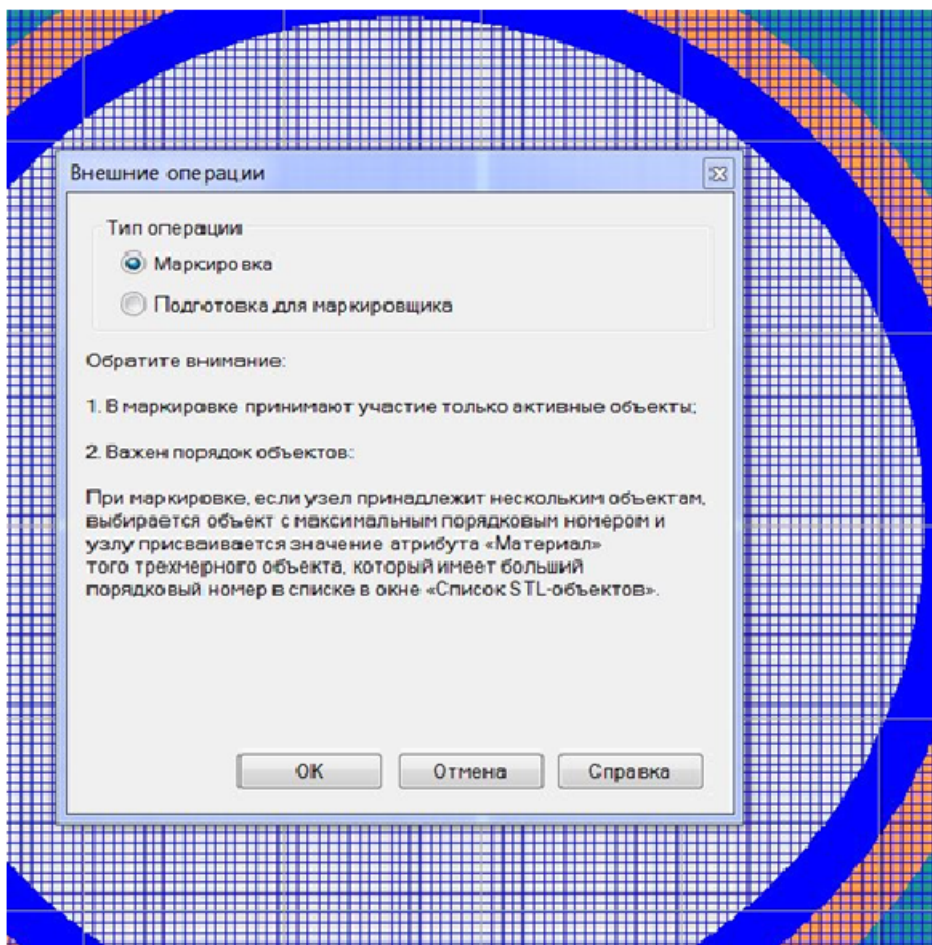 Внешние операции
Тип операции
Маркировка
Подготовка для маркировщика
Обратите внимание:
1. В маркировке принимают участие только активные объекты;
2. Важен порядок объектов:
При маркировке, если узел принадлежит нескольким объектам,
выбирается объект с максимальным порядковым номером и
узлу присваивается значение атрибута «Материал»
того трехмерного объекта, который имеет больший
порядковый номер в списке в окне «Список STL-объектов».
ОК
Отмена
Справка